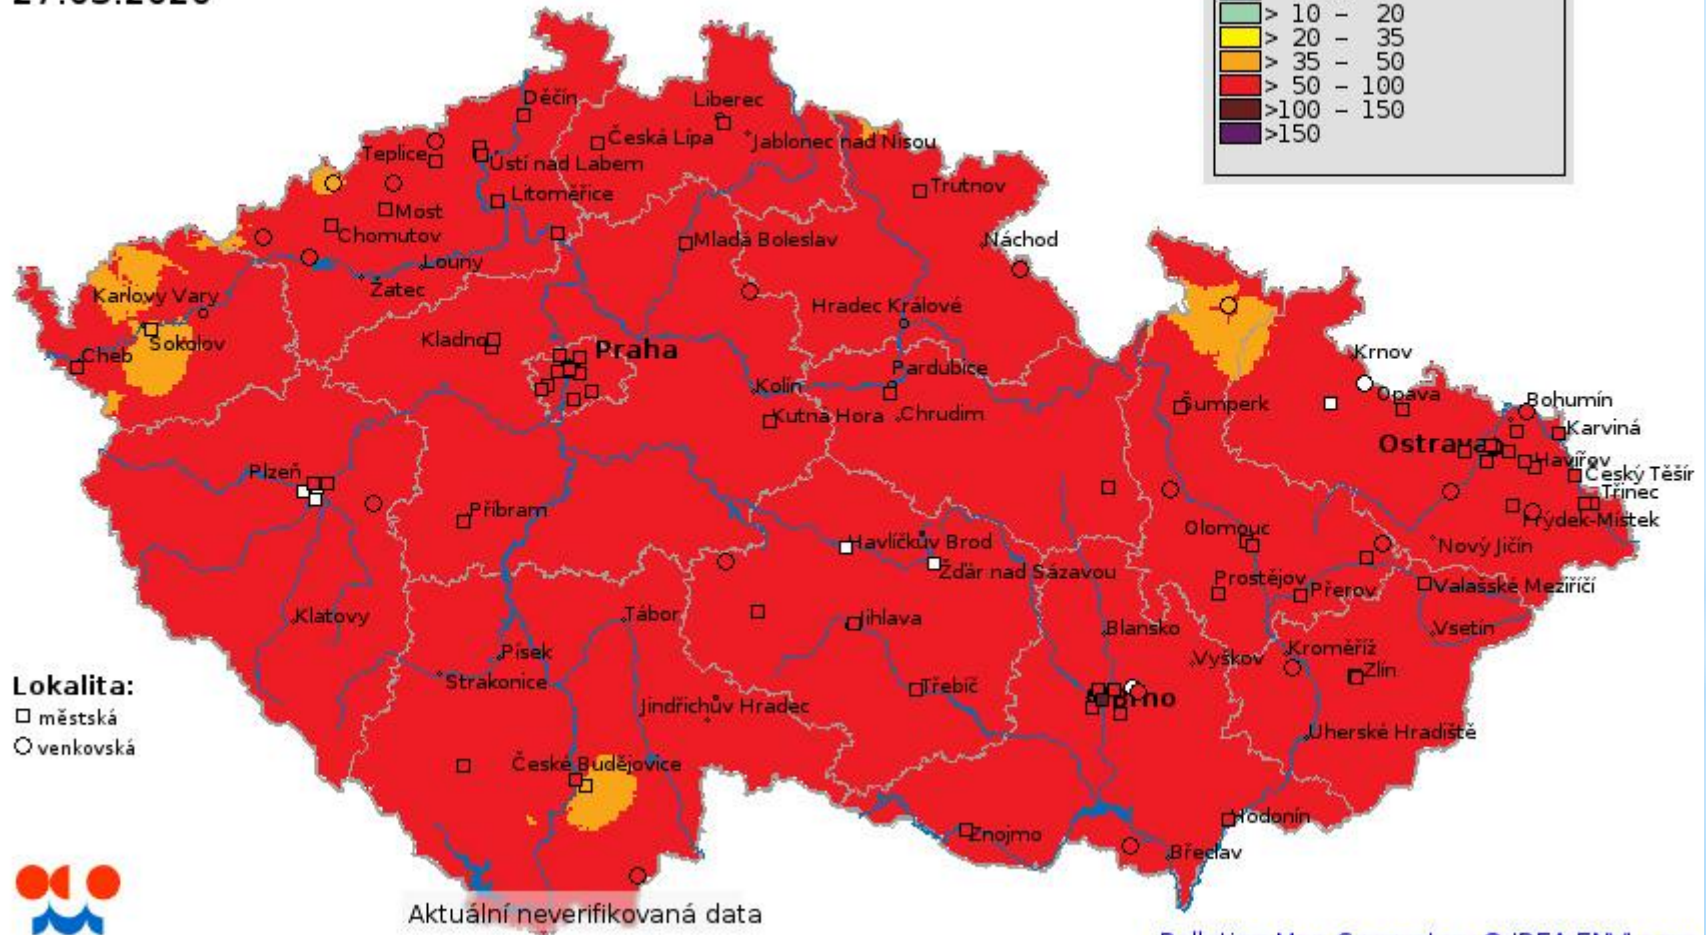 > 10 - 20
> 20 - 35
> 35 - 50
> 50 - 100
>100 - 150
>150
Děčín
Liberec
Česká Lípa
Jablonec nad Nisou
Teplice
Ústí nad Labem
Litoměřice
Trutnov
Most
Chomutov
Mladá Boleslav
Náchod
Louny
Žatec
Karlovy Vary
Hradec Králové
Sokolov
Kladno
Praha
Cheb
Krnov
Pardubice
Kolín
Opava
Bohumín
Kutná Hora
Chrudim
Šumperk
Karviná
Ostrava
Havířov
Plzeň
Český Těšín
Třinec
Příbram
Frýdek-Místek
Olomouc
Havlíčkův Brod
Nový Jičín
Žďár nad Sázavou
Prostějov
Přerov
Valašské Meziříčí
Klatovy
Tábor
Jihlava
Blansko
Vsetín
Písek
Kroměříž
Vyškov
Zlín
Strakonice
Třebíč
Lokalita:
městská
venkovská
Jindřichův Hradec
Brno
Uherské Hradiště
České Budějovice
Hodonín
Znojmo
Břeclav
Aktuální neverifikovaná data